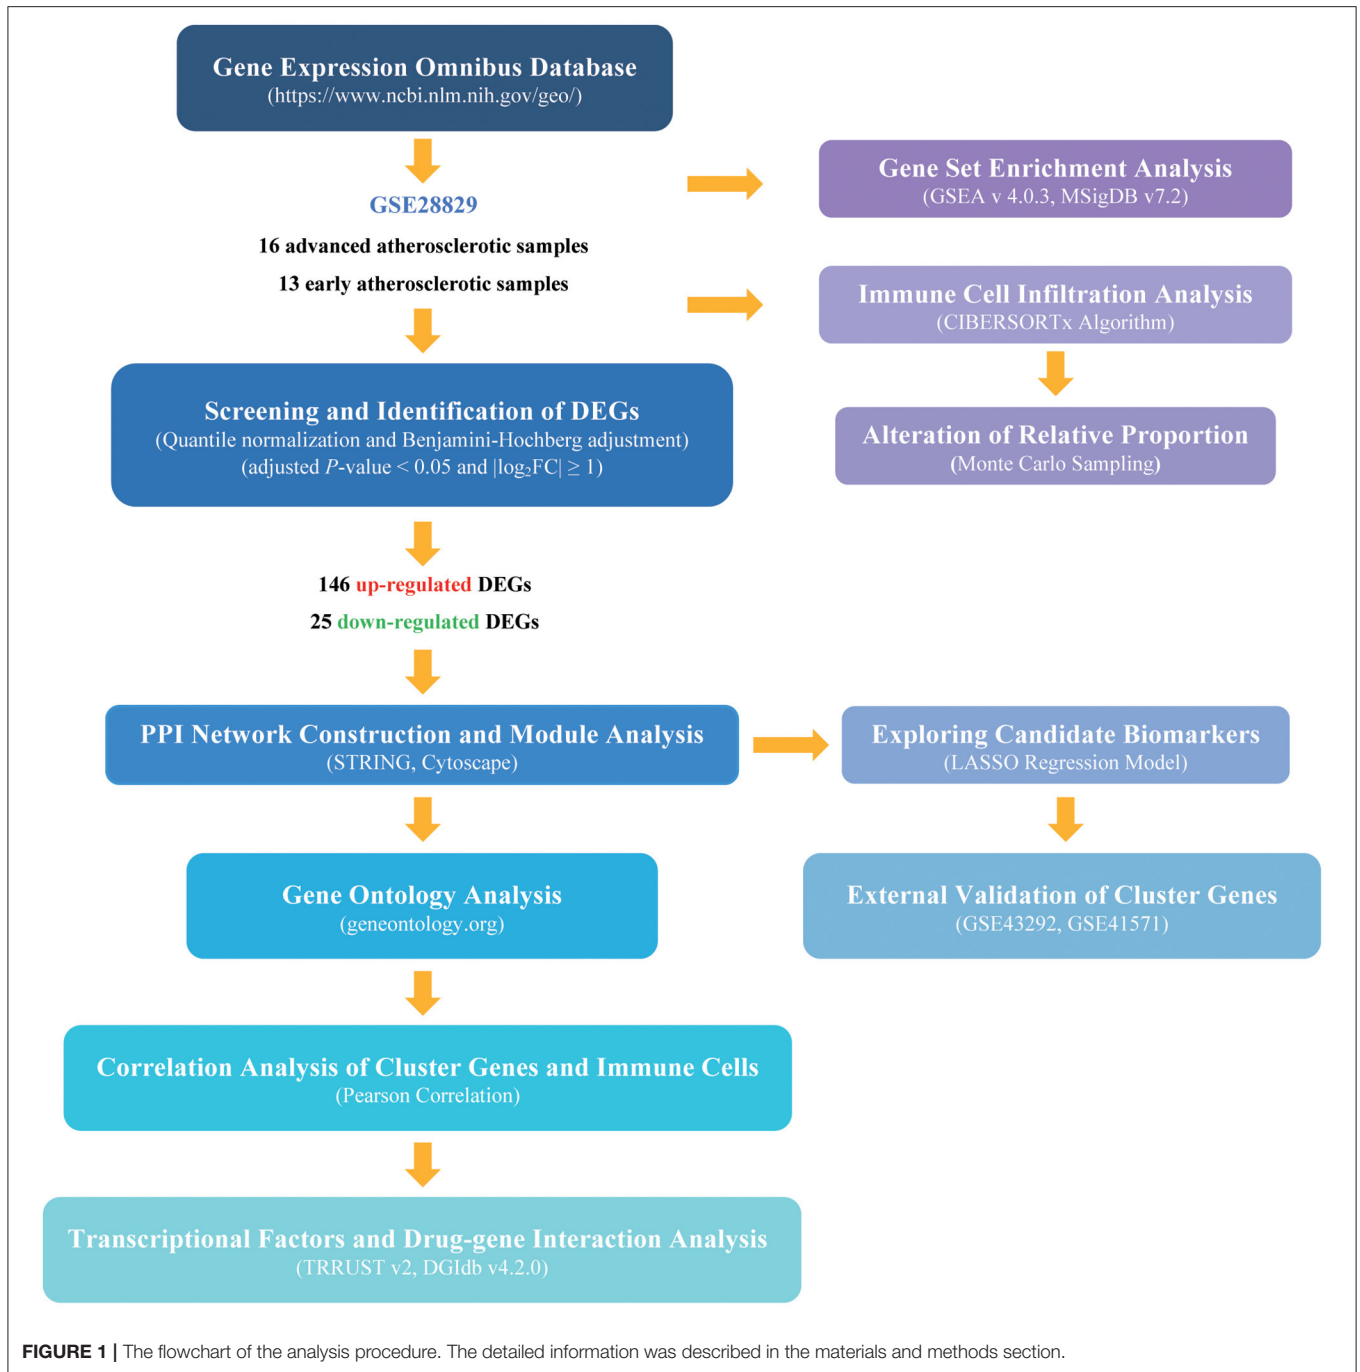 Gene Expression Omnibus Database
(https://www.ncbi.nlm.nih.gov/geo/)
GSE28829
16 advanced atherosclerotic samples
13 early atherosclerotic samples
Gene Set Enrichment Analysis
(GSEA v 4.0.3, MSigDB v7.2)
Immune Cell Infiltration Analysis
(CIBERSORTx Algorithm)
Alteration of Relative Proportion
(Monte Carlo Sampling)
Screening and Identification of DEGs
(Quantile normalization and Benjamini-Hochberg adjustment)
(adjusted P-value < 0.05 and |log₂FC| ≥ 1)
146 up-regulated DEGs
25 down-regulated DEGs
PPI Network Construction and Module Analysis
(STRING, Cytoscape)
Exploring Candidate Biomarkers
(LASSO Regression Model)
External Validation of Cluster Genes
(GSE43292, GSE41571)
Gene Ontology Analysis
(geneontology.org)
Correlation Analysis of Cluster Genes and Immune Cells
(Pearson Correlation)
Transcriptional Factors and Drug-gene Interaction Analysis
(TRRUST v2, DGIdb v4.2.0)
FIGURE 1 | The flowchart of the analysis procedure. The detailed information was described in the materials and methods section.